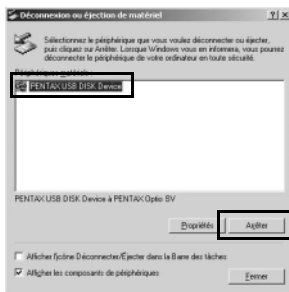 Déconnexion ou éjection de matériel
Sélectionnez le périphérique que vous voulez déconnecter ou éjecter,
puis cliquez sur Arrêter. Lorsque Windows vous en informera, vous pourrez
déconnecter le périphérique de votre ordinateur en toute sécurité.
Périphériques matériels :
PENTAX USB DISK Device
PENTAX USB DISK Device à PENTAX Optio SV
Propriétés
Arrêter
Afficher l'icône Déconnecter/Éjecter dans la Barre des tâches
Afficher les composants de périphériques
Fermer